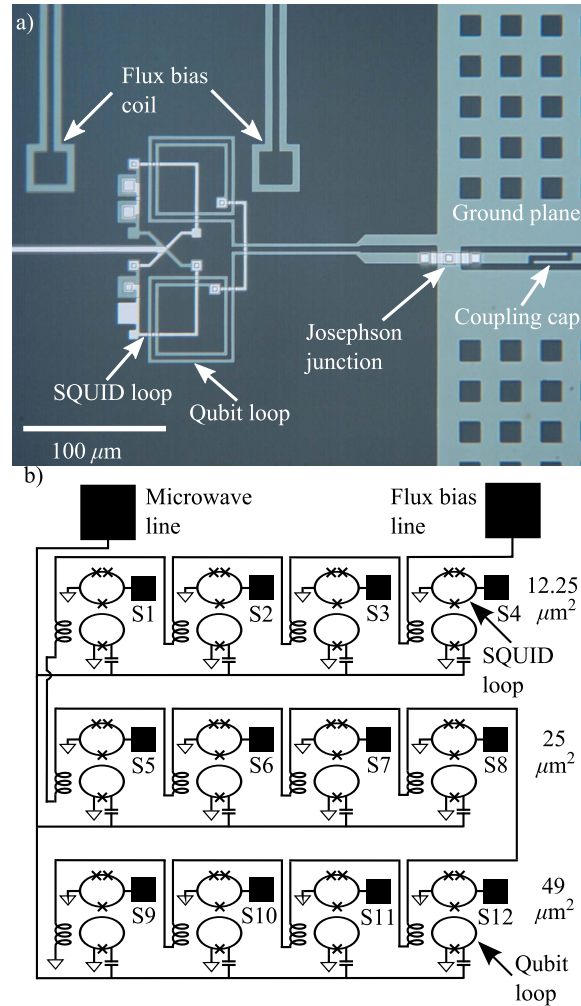 a)
Flux bias
coil
Ground plane
Josephson
junction
Coupling cap
SQUID loop
Qubit loop
100 μm
b)
Microwave
line
Flux bias
line
S1
S2
S3
S4
12.25
μm²
SQUID
loop
S5
S6
S7
S8
25
μm²
S9
S10
S11
S12
49
μm²
Qubit
loop